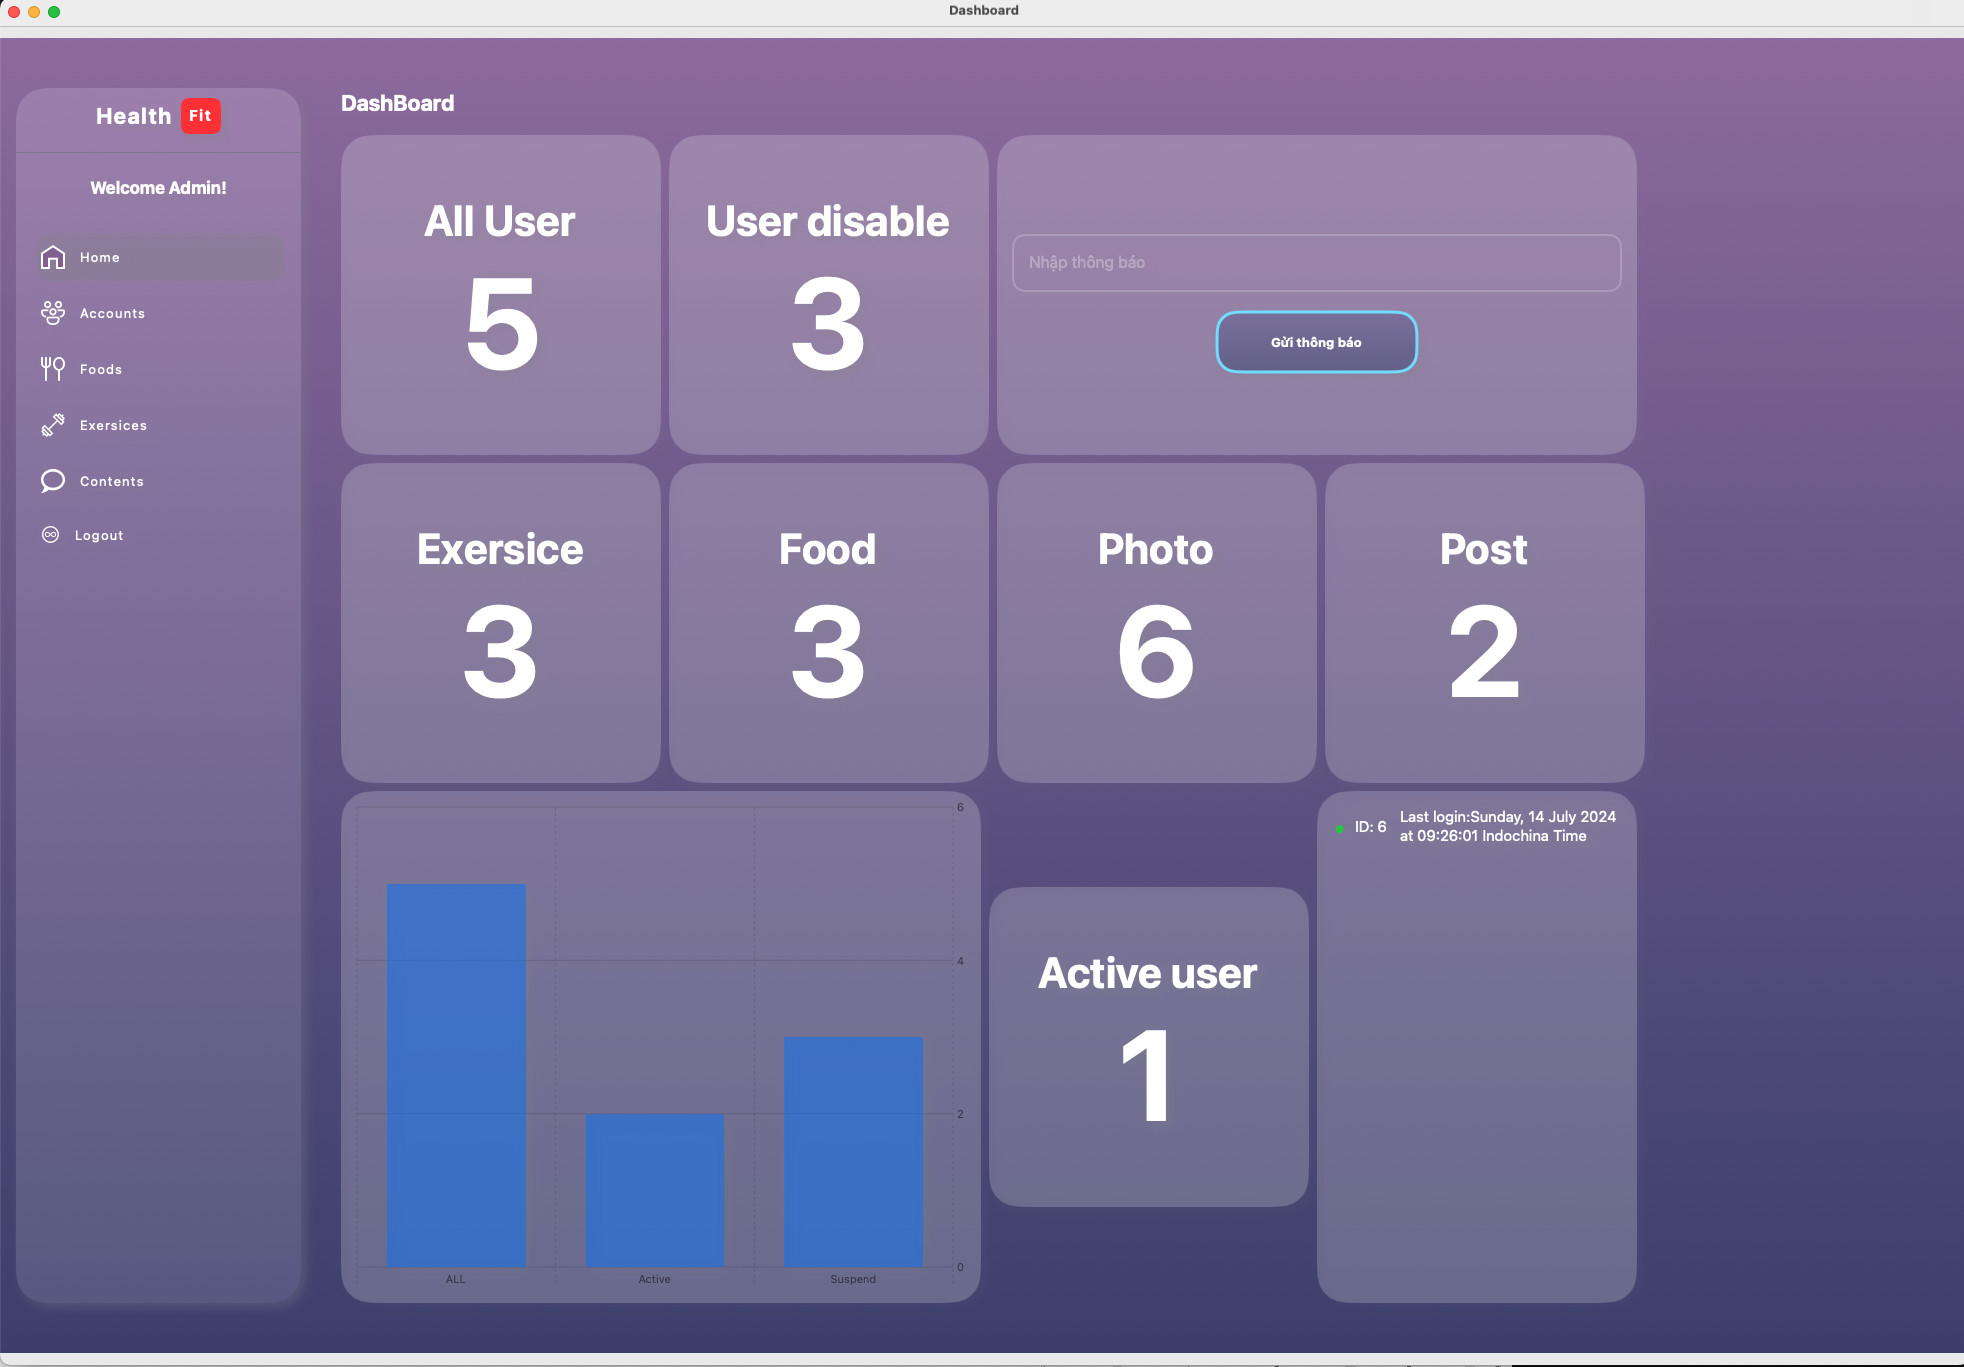 Dashboard
Health Fit
Welcome Admin!
Home
Accounts
Foods
Exersices
Contents
Logout
DashBoard
All User
5
User disable
3
Nhập thông báo
Gửi thông báo
Exersice
3
Food
3
Photo
6
Post
2
6
4
2
0
ALL
Active
Suspend
Active user
1
ID: 6
Last login:Sunday, 14 July 2024
at 09:26:01 Indochina Time